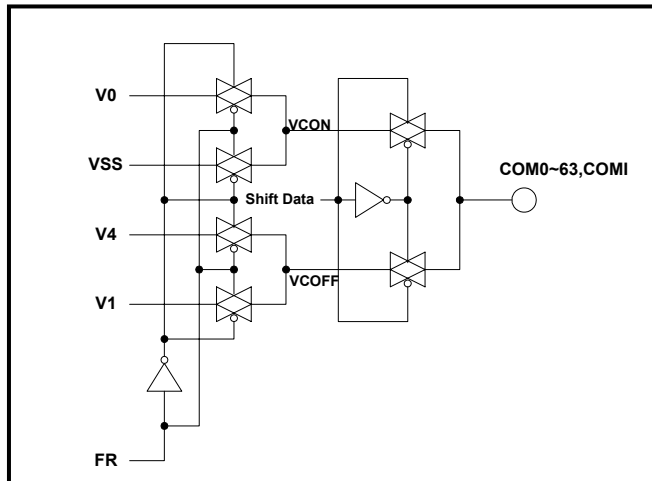 V0
VCON
VSS
COM0~63,COMI
Shift Data
V4
VCOFF
V1
FR